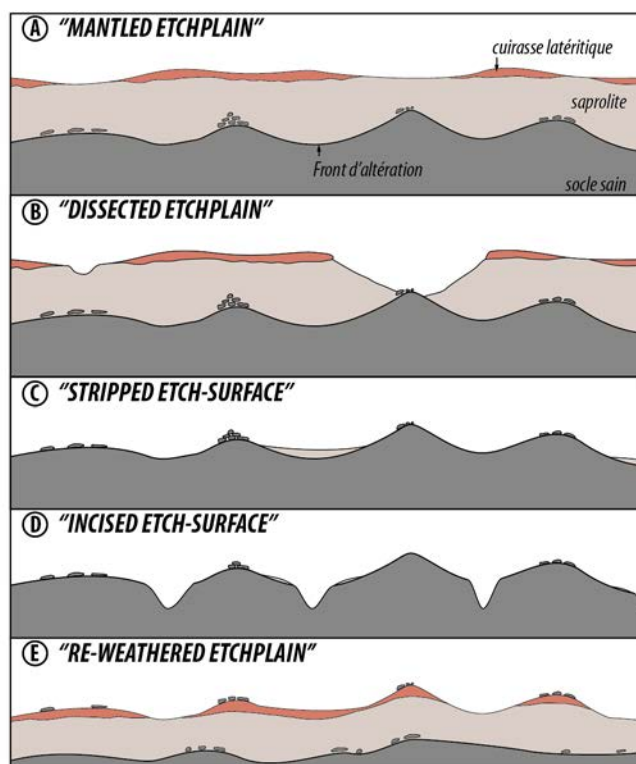 A "MANTLED ETCHPLAIN"
cuirasse latéritique
saprolite
Front d'altération
socle sain
B "DISSECTED ETCHPLAIN"
C "STRIPPED ETCH-SURFACE"
D "INCISED ETCH-SURFACE"
E "RE-WEATHERED ETCHPLAIN"